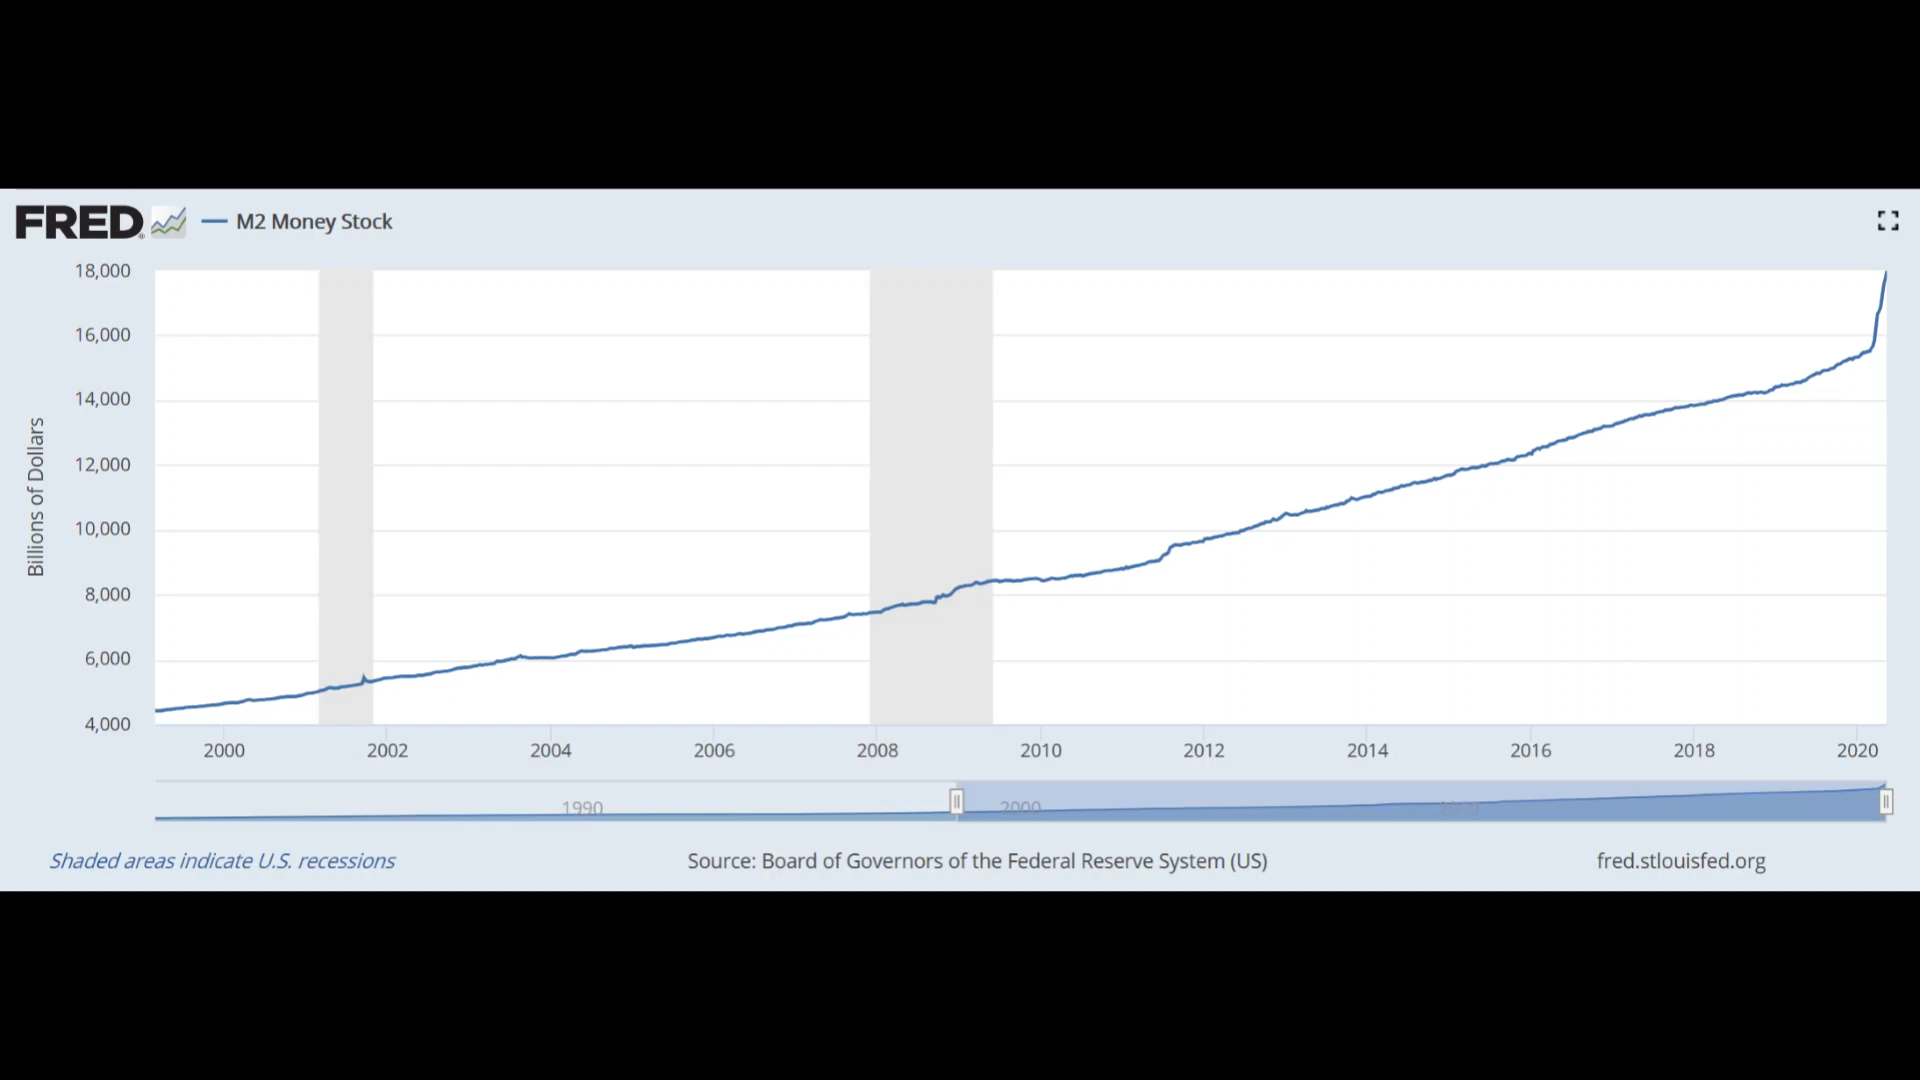 FRED® M2 Money Stock
18,000
16,000
14,000
12,000
10,000
8,000
6,000
4,000
Billions of Dollars
2000 2002 2004 2006 2008 2010 2012 2014 2016 2018 2020
1990 2000
Shaded areas indicate U.S. recessions Source: Board of Governors of the Federal Reserve System (US) fred.stlouisfed.org